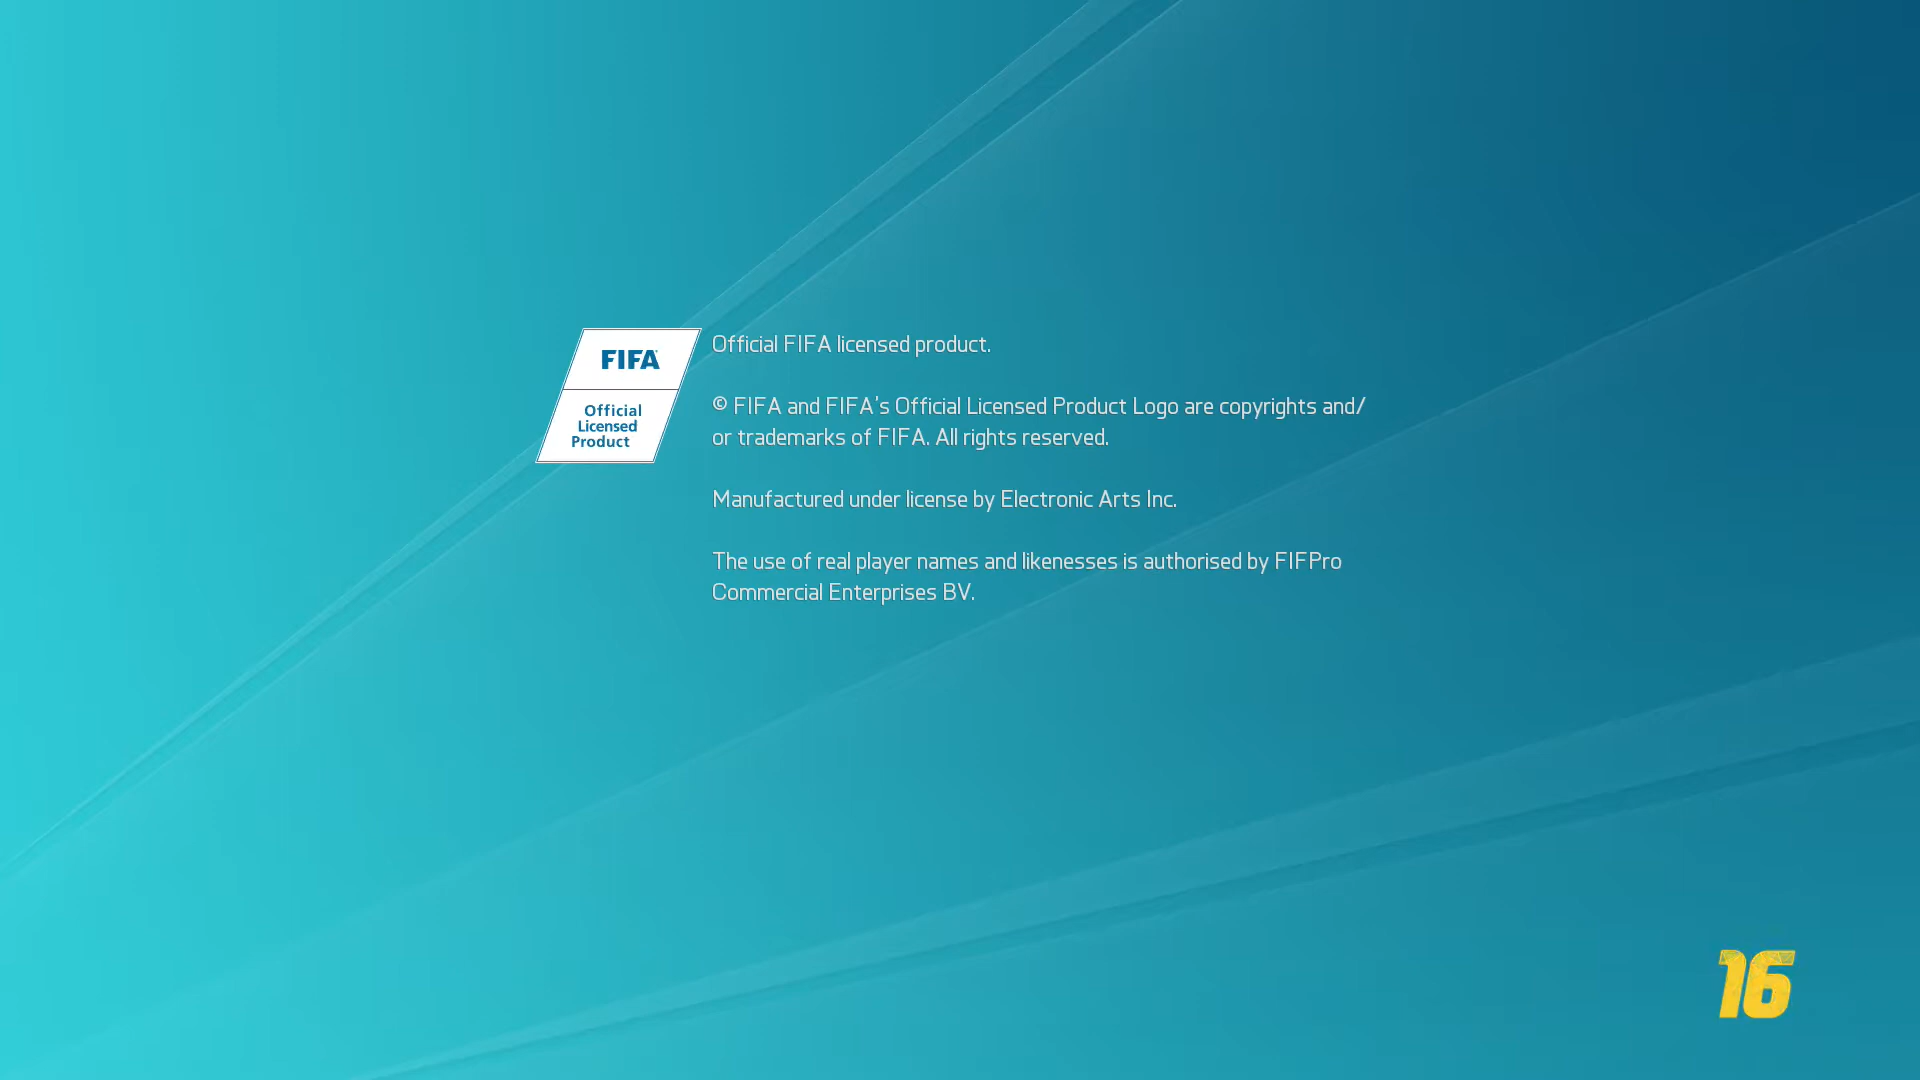 FIFA
Official
Licensed
Product
Official FIFA licensed product.
© FIFA and FIFA's Official Licensed Product Logo are copyrights and/
or trademarks of FIFA. All rights reserved.
Manufactured under license by Electronic Arts Inc.
The use of real player names and likenesses is authorised by FIFPro
Commercial Enterprises BV.
16